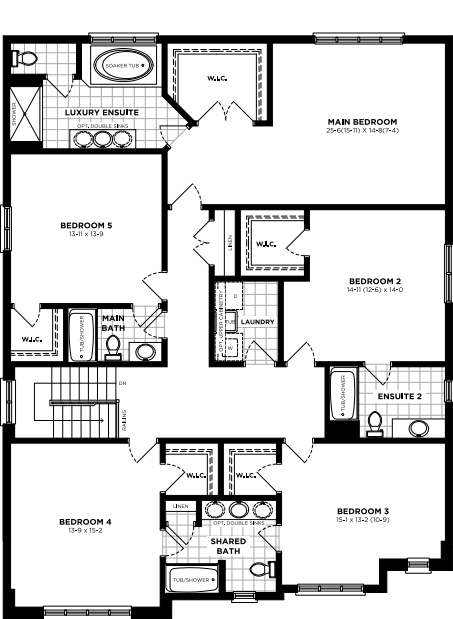 SOAKER TUB
W.I.C.
SHOWER
LUXURY ENSUITE
OPT. DOUBLE SINKS
MAIN BEDROOM
25-6(15-11) X 14-8(7-4)
BEDROOM 5
13-11 x 13-9
LINEN
W.I.C.
BEDROOM 2
14-11 (12-6) x 14-0
OPT. UPPER CABINETRY
D
TUB
W
LAUNDRY
W.I.C.
TUB/SHOWER
MAIN
BATH
DN
RAILING
TUB/SHOWER
ENSUITE 2
W.I.C.
W.I.C.
BEDROOM 4
13-9 x 15-2
LINEN
OPT. DOUBLE SINKS
SHARED
BATH
TUB/SHOWER
BEDROOM 3
15-1 x 13-2 (10-9)